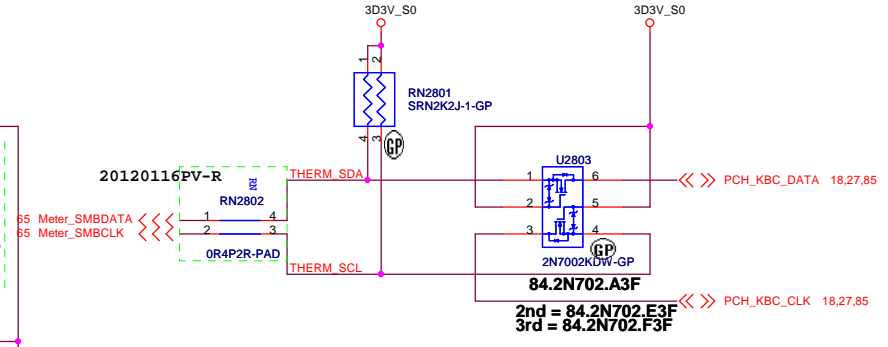 3D3V_S0
3D3V_S0
1
2
RN2801
SRN2K2J-1-GP
4
3
GP
U2803
20120116PV-R
RN
THERM_SDA
1
6
PCH_KBC_DATA 18,27,85
RN2802
2
5
65 Meter_SMBDATA
1
4
65 Meter_SMBCLK
2
3
3
4
0R4P2R-PAD
GP
THERM_SCL
2N7002KDW-GP
84.2N702.A3F
PCH_KBC_CLK 18,27,85
2nd = 84.2N702.E3F
3rd = 84.2N702.F3F